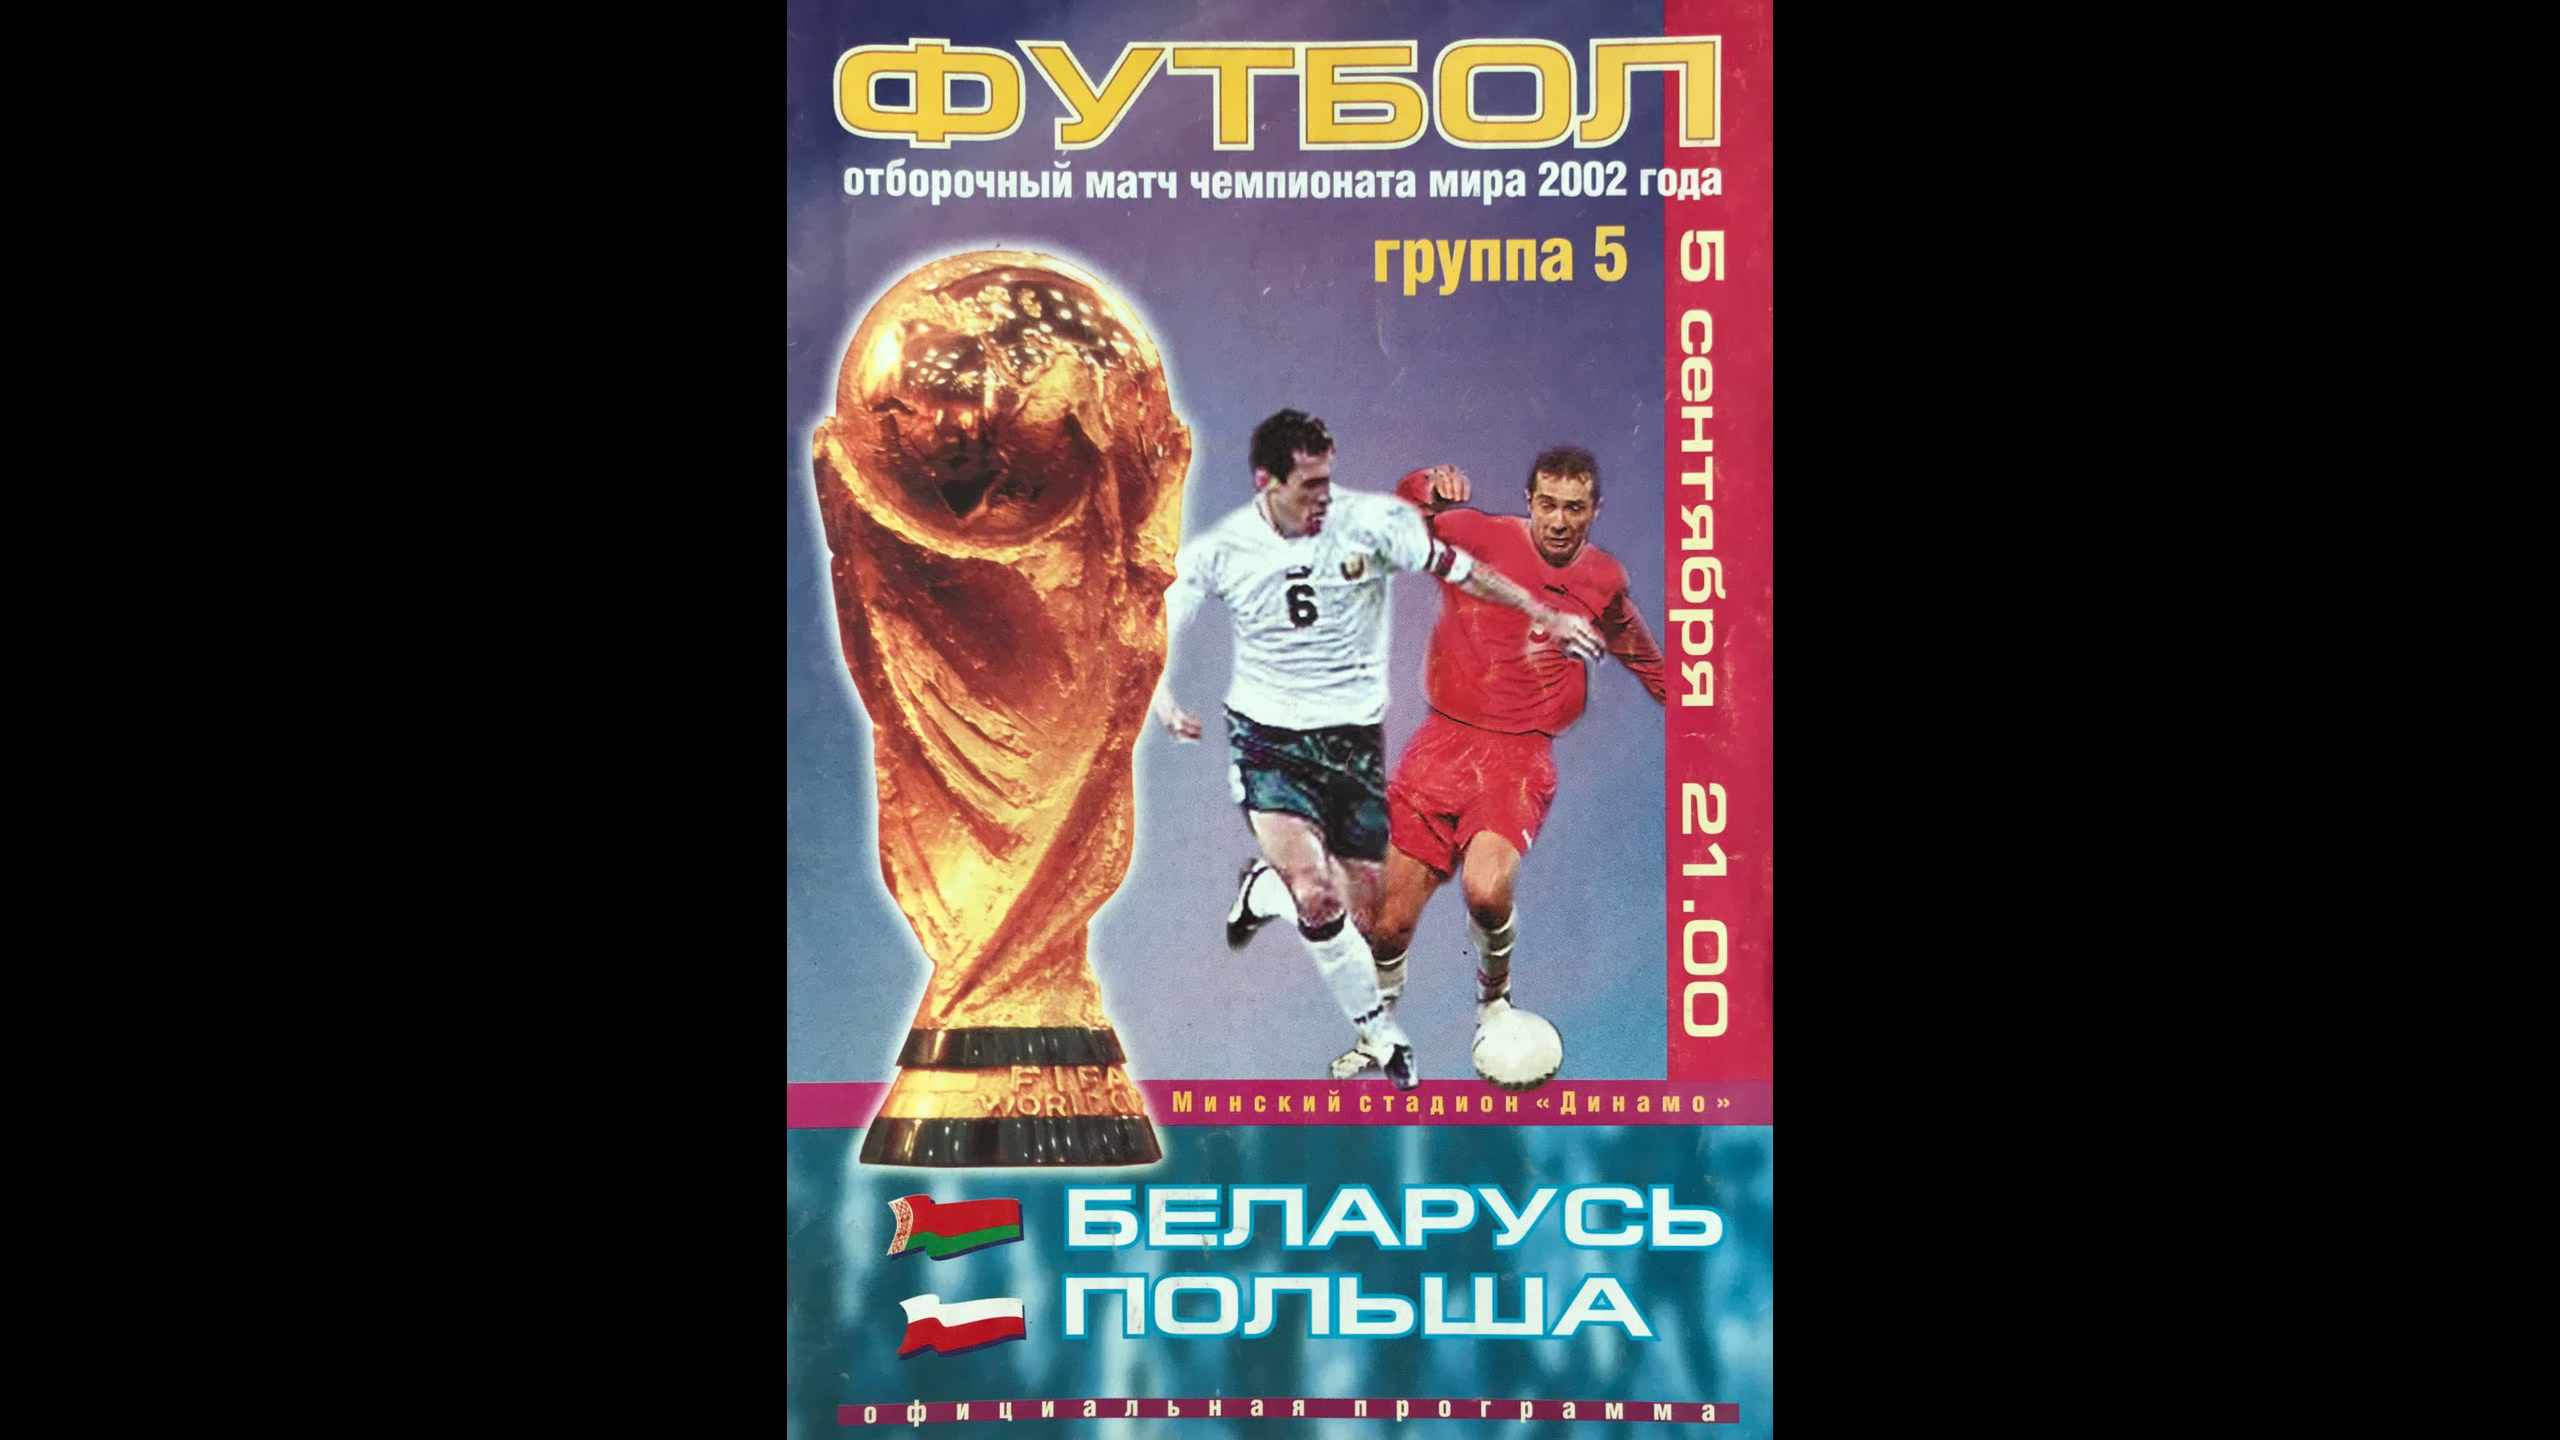 ФУТБОЛ
отборочный матч чемпионата мира 2002 года
группа 5
5 сентября 21.00
6
FIFA
WORLD CU
Минский стадион «Динамо»
БЕЛАРУСЬ
ПОЛЬША
официальная программа